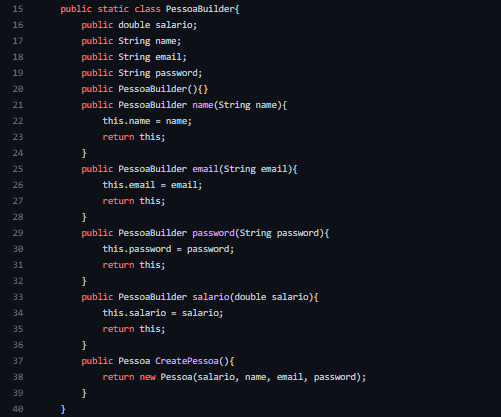 15 public static class PessoaBuilder{
16 public double salario;
17 public String name;
18 public String email;
19 public String password;
20 public PessoaBuilder(){}
21 public PessoaBuilder name(String name){
22 this.name = name;
23 return this;
24 }
25 public PessoaBuilder email(String email){
26 this.email = email;
27 return this;
28 }
29 public PessoaBuilder password(String password){
30 this.password = password;
31 return this;
32 }
33 public PessoaBuilder salario(double salario){
34 this.salario = salario;
35 return this;
36 }
37 public Pessoa CreatePessoa(){
38 return new Pessoa(salario, name, email, password);
39 }
40 }